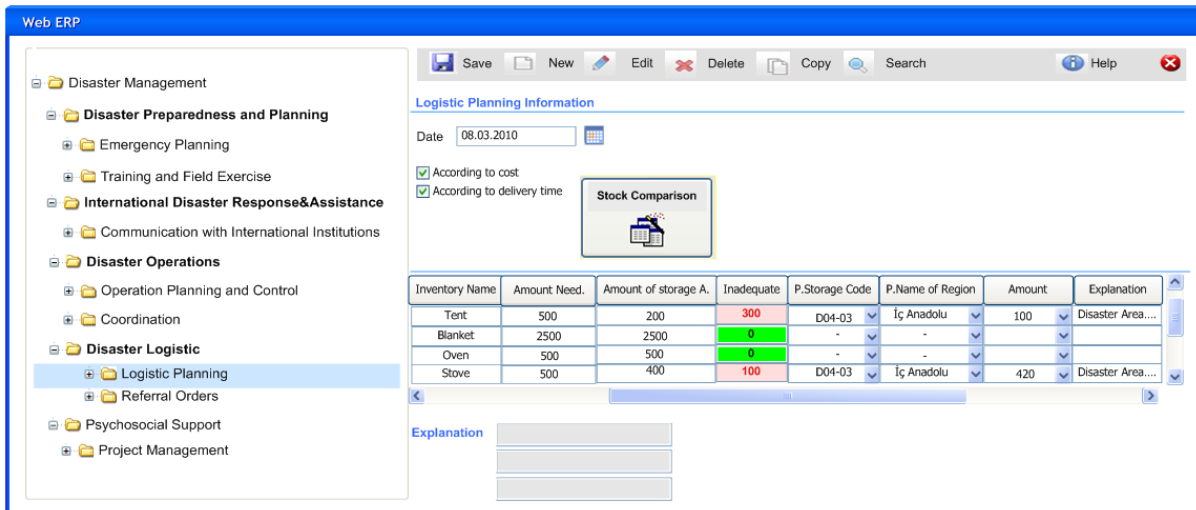 Web ERP
Disaster Management
Disaster Preparedness and Planning
Emergency Planning
Training and Field Exercise
International Disaster Response&Assistance
Communication with International Institutions
Disaster Operations
Operation Planning and Control
Coordination
Disaster Logistic
Logistic Planning
Referral Orders
Psychosocial Support
Project Management
Save New Edit Delete Copy Search Help
Logistic Planning Information
Date 08.03.2010
According to cost
According to delivery time
Stock Comparison
Inventory Name Amount Need. Amount of storage A. Inadequate P.Storage Code P.Name of Region Amount Explanation
Tent 500 200 300 D04-03 İç Anadolu 100 Disaster Area....
Blanket 2500 2500 0 - -
Oven 500 500 0 - -
Stove 500 400 100 D04-03 İç Anadolu 420 Disaster Area....
Explanation